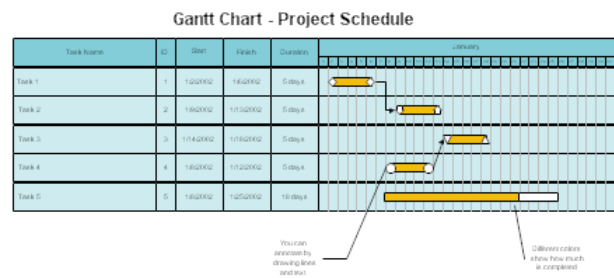 Gantt Chart - Project Schedule
Task Name ID Start Finish Duration January
Task 1 1 1/2/2002 1/6/2002 5 days
Task 2 2 1/9/2002 1/13/2002 5 days
Task 3 3 1/14/2002 1/18/2002 5 days
Task 4 4 1/8/2002 1/12/2002 5 days
Task 5 5 1/8/2002 1/25/2002 18 days
You can
annotate by
drawing lines
and text.
Different colors
show how much
is completed